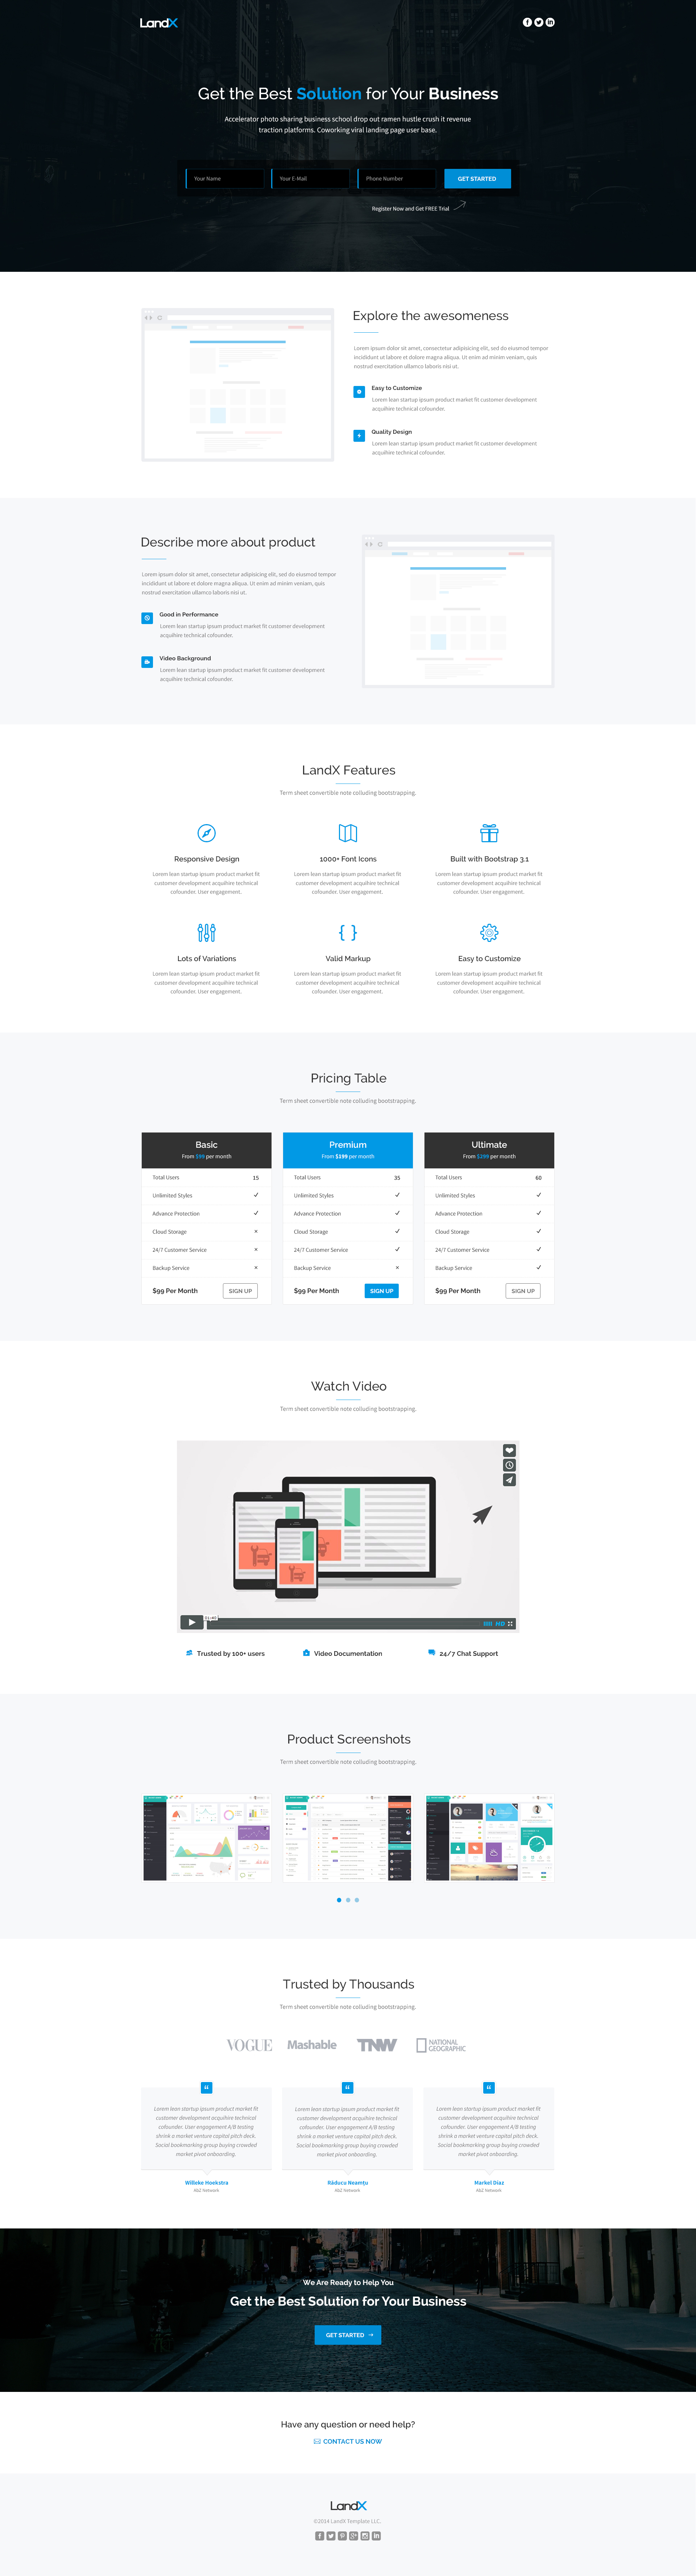 LandX
Get the Best Solution for Your Business
Accelerator photo sharing business school drop out ramen hustle crush it revenue
traction platforms. Coworking viral landing page user base.
Your Name
Your E-Mail
Phone Number
GET STARTED
Register Now and Get FREE Trial
Explore the awesomeness
Lorem ipsum dolor sit amet, consectetur adipisicing elit, sed do eiusmod tempor
incididunt ut labore et dolore magna aliqua. Ut enim ad minim veniam, quis
nostrud exercitation ullamco laboris nisi ut.
Easy to Customize
Lorem lean startup ipsum product market fit customer development
acquihire technical cofounder.
Quality Design
Lorem lean startup ipsum product market fit customer development
acquihire technical cofounder.
Describe more about product
Lorem ipsum dolor sit amet, consectetur adipisicing elit, sed do eiusmod tempor
incididunt ut labore et dolore magna aliqua. Ut enim ad minim veniam, quis
nostrud exercitation ullamco laboris nisi ut.
Good in Performance
Lorem lean startup ipsum product market fit customer development
acquihire technical cofounder.
Video Background
Lorem lean startup ipsum product market fit customer development
acquihire technical cofounder.
LandX Features
Term sheet convertible note colluding bootstrapping.
Responsive Design
Lorem lean startup ipsum product market fit
customer development acquihire technical
cofounder. User engagement.
1000+ Font Icons
Lorem lean startup ipsum product market fit
customer development acquihire technical
cofounder. User engagement.
Built with Bootstrap 3.1
Lorem lean startup ipsum product market fit
customer development acquihire technical
cofounder. User engagement.
Lots of Variations
Lorem lean startup ipsum product market fit
customer development acquihire technical
cofounder. User engagement.
Valid Markup
Lorem lean startup ipsum product market fit
customer development acquihire technical
cofounder. User engagement.
Easy to Customize
Lorem lean startup ipsum product market fit
customer development acquihire technical
cofounder. User engagement.
Pricing Table
Term sheet convertible note colluding bootstrapping.
Basic
From $99 per month
Total Users 15
Unlimited Styles
Advance Protection
Cloud Storage
24/7 Customer Service
Backup Service
$99 Per Month
SIGN UP
Premium
From $199 per month
Total Users 35
Unlimited Styles
Advance Protection
Cloud Storage
24/7 Customer Service
Backup Service
$99 Per Month
SIGN UP
Ultimate
From $299 per month
Total Users 60
Unlimited Styles
Advance Protection
Cloud Storage
24/7 Customer Service
Backup Service
$99 Per Month
SIGN UP
Watch Video
Term sheet convertible note colluding bootstrapping.
HD
Trusted by 100+ users
Video Documentation
24/7 Chat Support
Product Screenshots
Term sheet convertible note colluding bootstrapping.
Trusted by Thousands
Term sheet convertible note colluding bootstrapping.
VOGUE
Mashable
TNW
NATIONAL
GEOGRAPHIC
Lorem lean startup ipsum product market fit
customer development acquihire technical
cofounder. User engagement A/B testing
shrink a market venture capital pitch deck.
Social bookmarking group buying crowded
market pivot onboarding.
Willeke Hoekstra
AbZ Network
Lorem lean startup ipsum product market fit
customer development acquihire technical
cofounder. User engagement A/B testing
shrink a market venture capital pitch deck.
Social bookmarking group buying crowded
market pivot onboarding.
Răducu Neamțu
AbZ Network
Lorem lean startup ipsum product market fit
customer development acquihire technical
cofounder. User engagement A/B testing
shrink a market venture capital pitch deck.
Social bookmarking group buying crowded
market pivot onboarding.
Markel Díaz
AbZ Network
We Are Ready to Help You
Get the Best Solution for Your Business
GET STARTED
Have any question or need help?
CONTACT US NOW
LandX
©2014 LandX Template LLC.